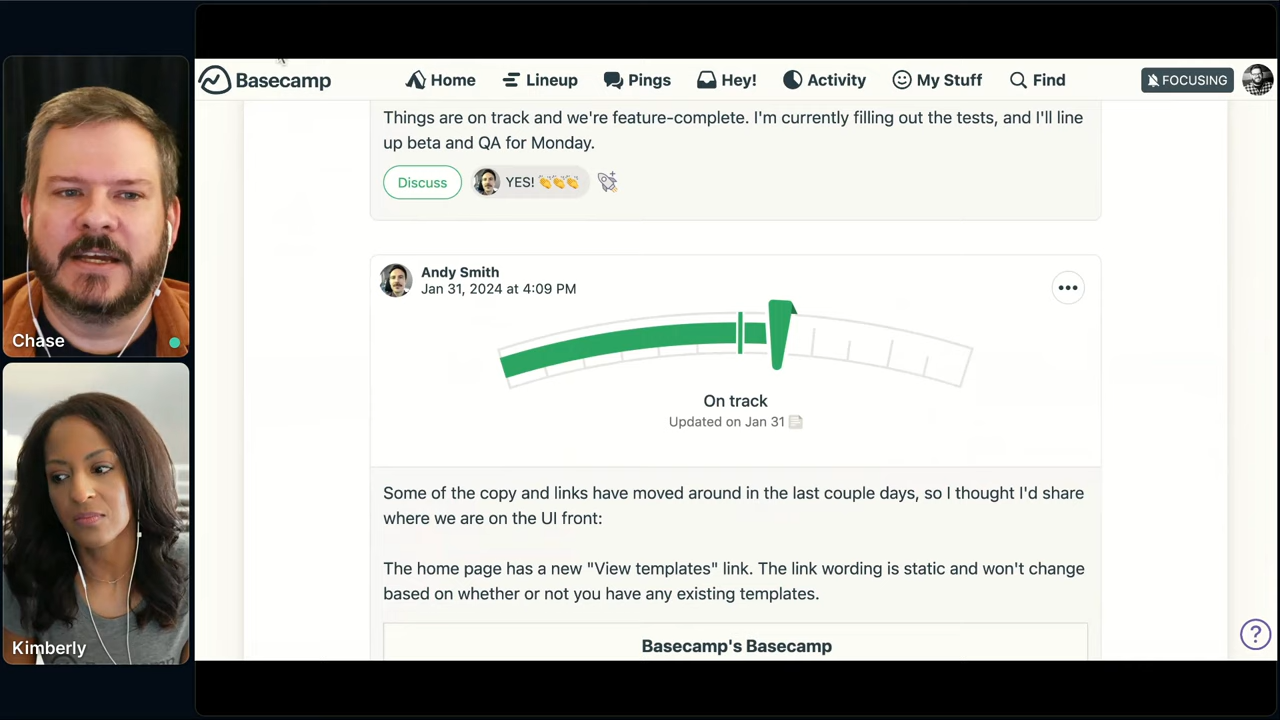 Basecamp
Home
Lineup
Pings
Hey!
Activity
My Stuff
Find
FOCUSING
Things are on track and we're feature-complete. I'm currently filling out the tests, and I'll line
up beta and QA for Monday.
Discuss
YES! 👏👏👏
Andy Smith
Jan 31, 2024 at 4:09 PM
On track
Updated on Jan 31
Some of the copy and links have moved around in the last couple days, so I thought I'd share
where we are on the UI front:
The home page has a new "View templates" link. The link wording is static and won't change
based on whether or not you have any existing templates.
Basecamp's Basecamp
?
Chase
Kimberly